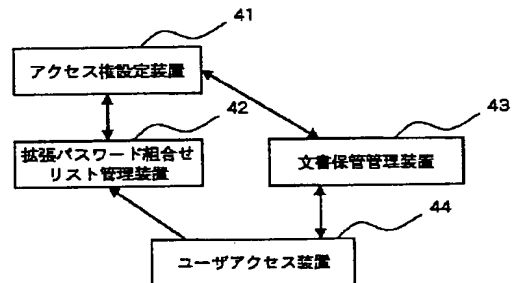 41
アクセス権設定装置
42
43
拡張パスワード組合せ
リスト管理装置
文書保管管理装置
44
ユーザアクセス装置